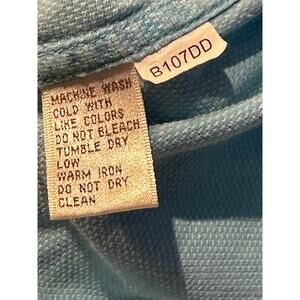 B107DD
MACHINE WASH
COLD WITH
LIKE COLORS
DO NOT BLEACH
TUMBLE DRY
LOW
WARM IRON
DO NOT DRY
CLEAN